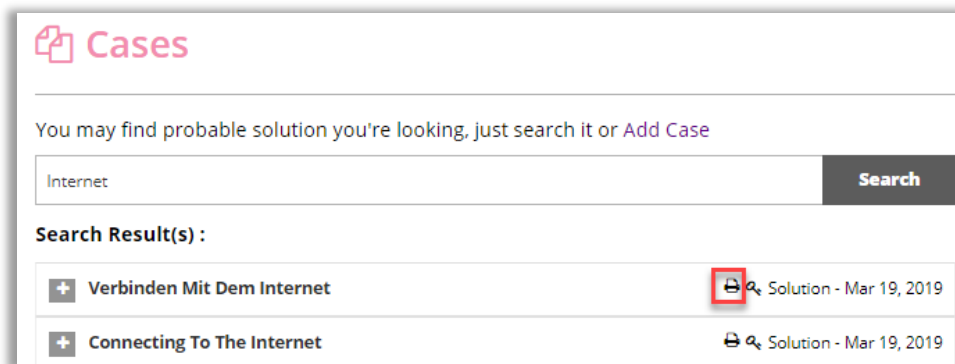 Cases
You may find probable solution you're looking, just search it or Add Case
Internet Search
Search Result(s) :
Verbinden Mit Dem Internet Solution - Mar 19, 2019
Connecting To The Internet Solution - Mar 19, 2019